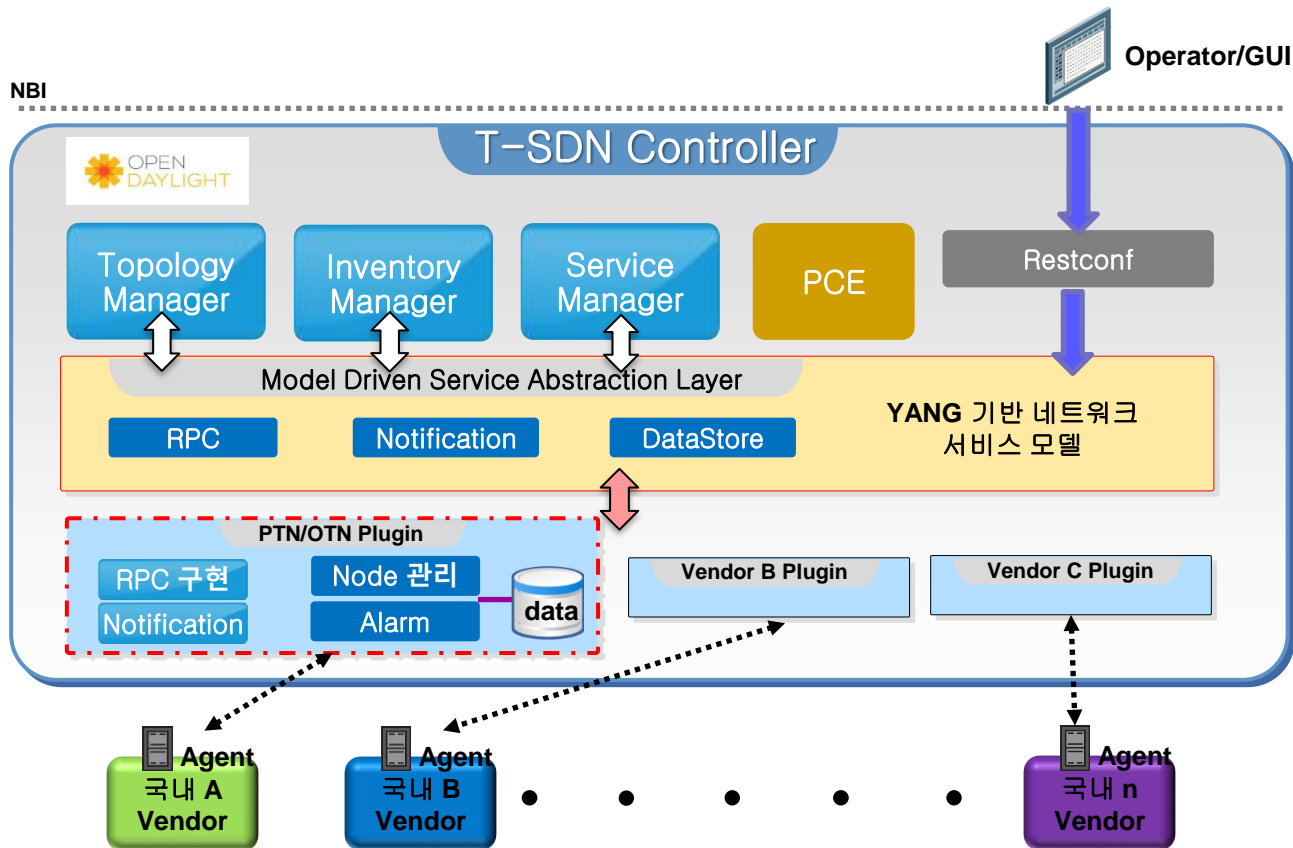 Operator/GUI
NBI
T-SDN Controller
OPEN
DAYLIGHT
Topology
Manager
Inventory
Manager
Service
Manager
PCE
Restconf
Model Driven Service Abstraction Layer
RPC
Notification
DataStore
YANG 기반 네트워크
서비스 모델
PTN/OTN Plugin
RPC 구현
Notification
Node 관리
Alarm
data
Vendor B Plugin
Vendor C Plugin
Agent
국내 A
Vendor
Agent
국내 B
Vendor
Agent
국내 n
Vendor